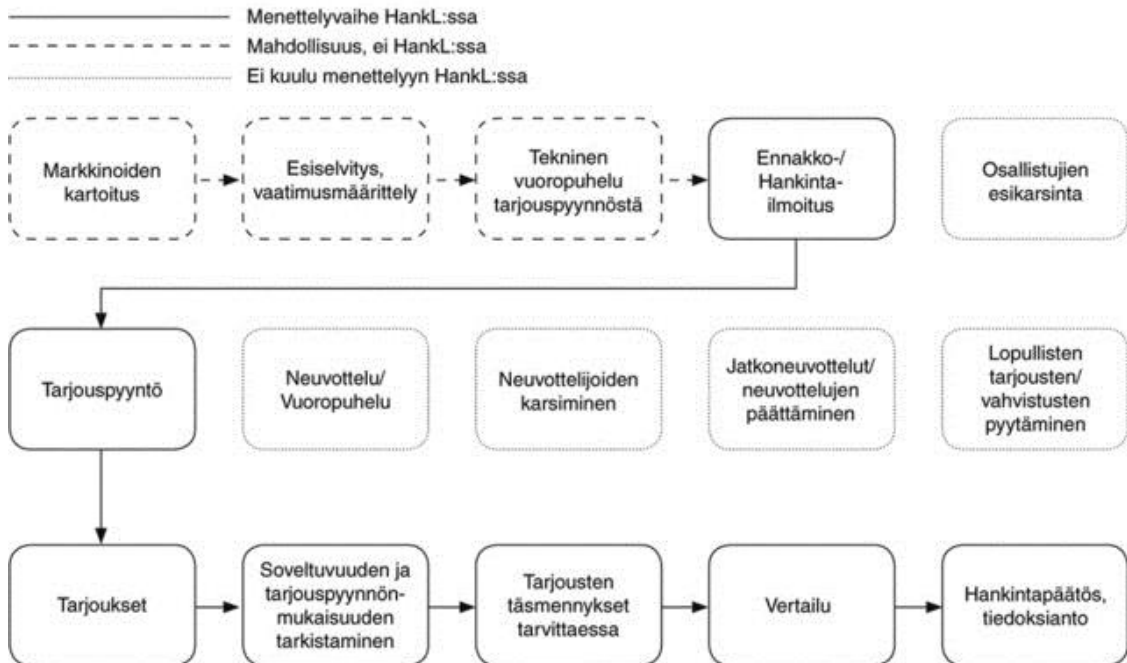 Menettelyvaihe HankL:ssa
Mahdollisuus, ei HankL:ssa
Ei kuulu menettelyyn HankL:ssa
Markkinoiden
kartoitus
Esiselvitys,
vaatimusmäärittely
Tekninen
vuoropuhelu
tarjouspyynnöstä
Ennakko-/
Hankinta-
ilmoitus
Osallistujien
esikarsinta
Tarjouspyyntö
Neuvottelu/
Vuoropuhelu
Neuvottelijoiden
karsiminen
Jatkoneuvottelut/
neuvottelujen
päättäminen
Lopullisten
tarjousten/
vahvistusten
pyytäminen
Tarjoukset
Soveltuvuuden ja
tarjouspyynnön-
mukaisuuden
tarkistaminen
Tarjousten
täsmennykset
tarvittaessa
Vertailu
Hankintapäätös,
tiedoksianto